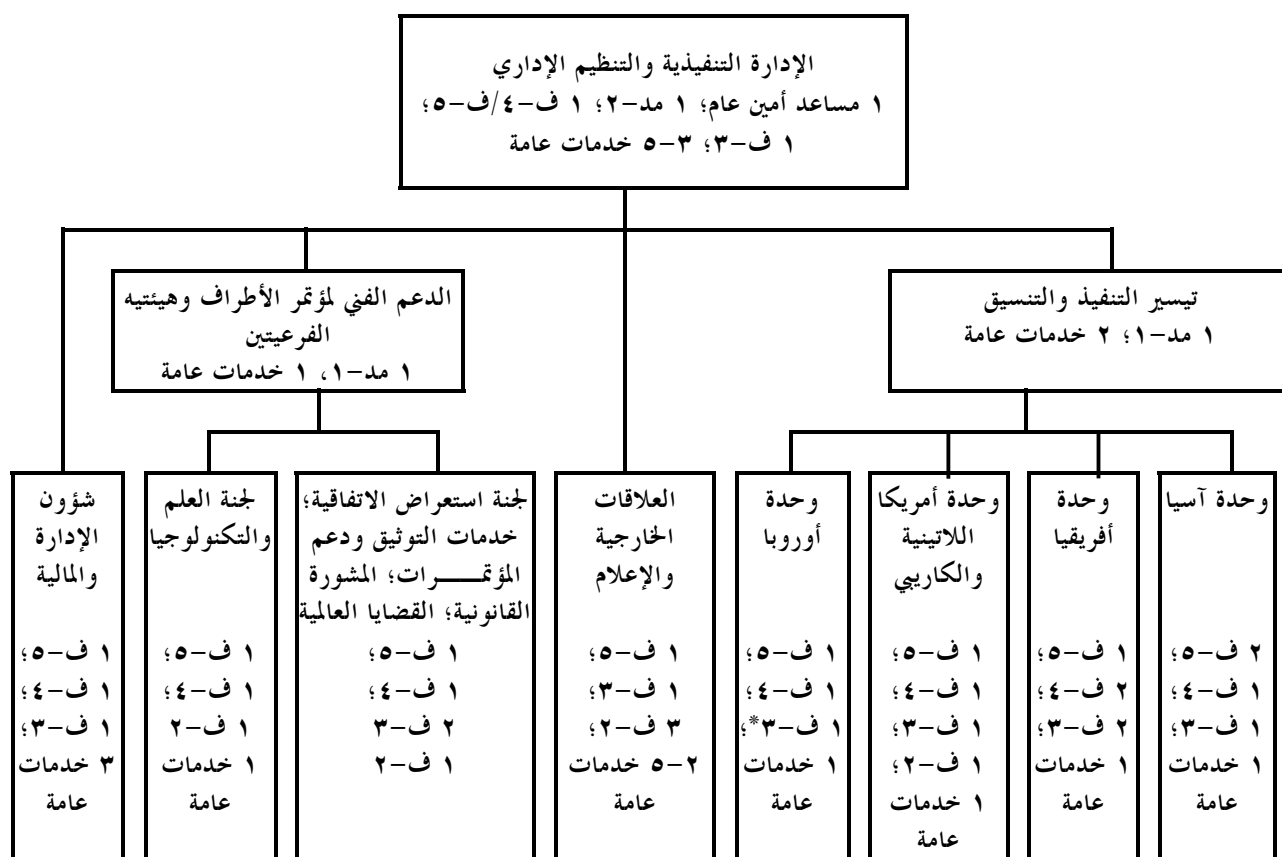 الإدارة التنفيذية والتنظيم الإداري
١ مساعد أمين عام؛ ١ مد-٢؛ ١ ف-٤/ف-٥؛
١ ف-٣؛ ٣-٥ خدمات عامة
تيسير التنفيذ والتنسيق
١ مد-١؛ ٢ خدمات عامة
الدعم الفني لمؤتمر الأطراف وهيئتيه
الفرعيتين
١ مد-١، ١ خدمات عامة
وحدة آسيا
٢ ف-٥؛
١ ف-٤؛
١ ف-٣؛
١ خدمات
عامة
وحدة
أفريقيا
١ ف-٥؛
٢ ف-٤؛
٢ ف-٣؛
١ خدمات
عامة
وحدة أمريكا
اللاتينية
والكاريبي
١ ف-٥؛
١ ف-٤؛
١ ف-٣؛
١ ف-٢؛
١ خدمات
عامة
وحدة
أوروبا
١ ف-٥؛
١ ف-٤؛
١ ف-٣*؛
١ خدمات
عامة
العلاقات
الخارجية
والإعلام
١ ف-٥؛
١ ف-٣؛
٣ ف-٢؛
٢-٥ خدمات
عامة
لجنة استعراض الاتفاقية؛
خدمات التوثيق ودعم
المؤتمـــــرات؛ المشورة
القانونية؛ القضايا العالمية
١ ف-٥؛
١ ف-٤؛
٢ ف-٣
١ ف-٢
لجنة العلم
والتكنولوجيا
١ ف-٥؛
١ ف-٤؛
١ ف-٢
١ خدمات
عامة
شؤون
الإدارة
والمالية
١ ف-٥؛
١ ف-٤؛
١ ف-٣؛
٣ خدمات
عامة